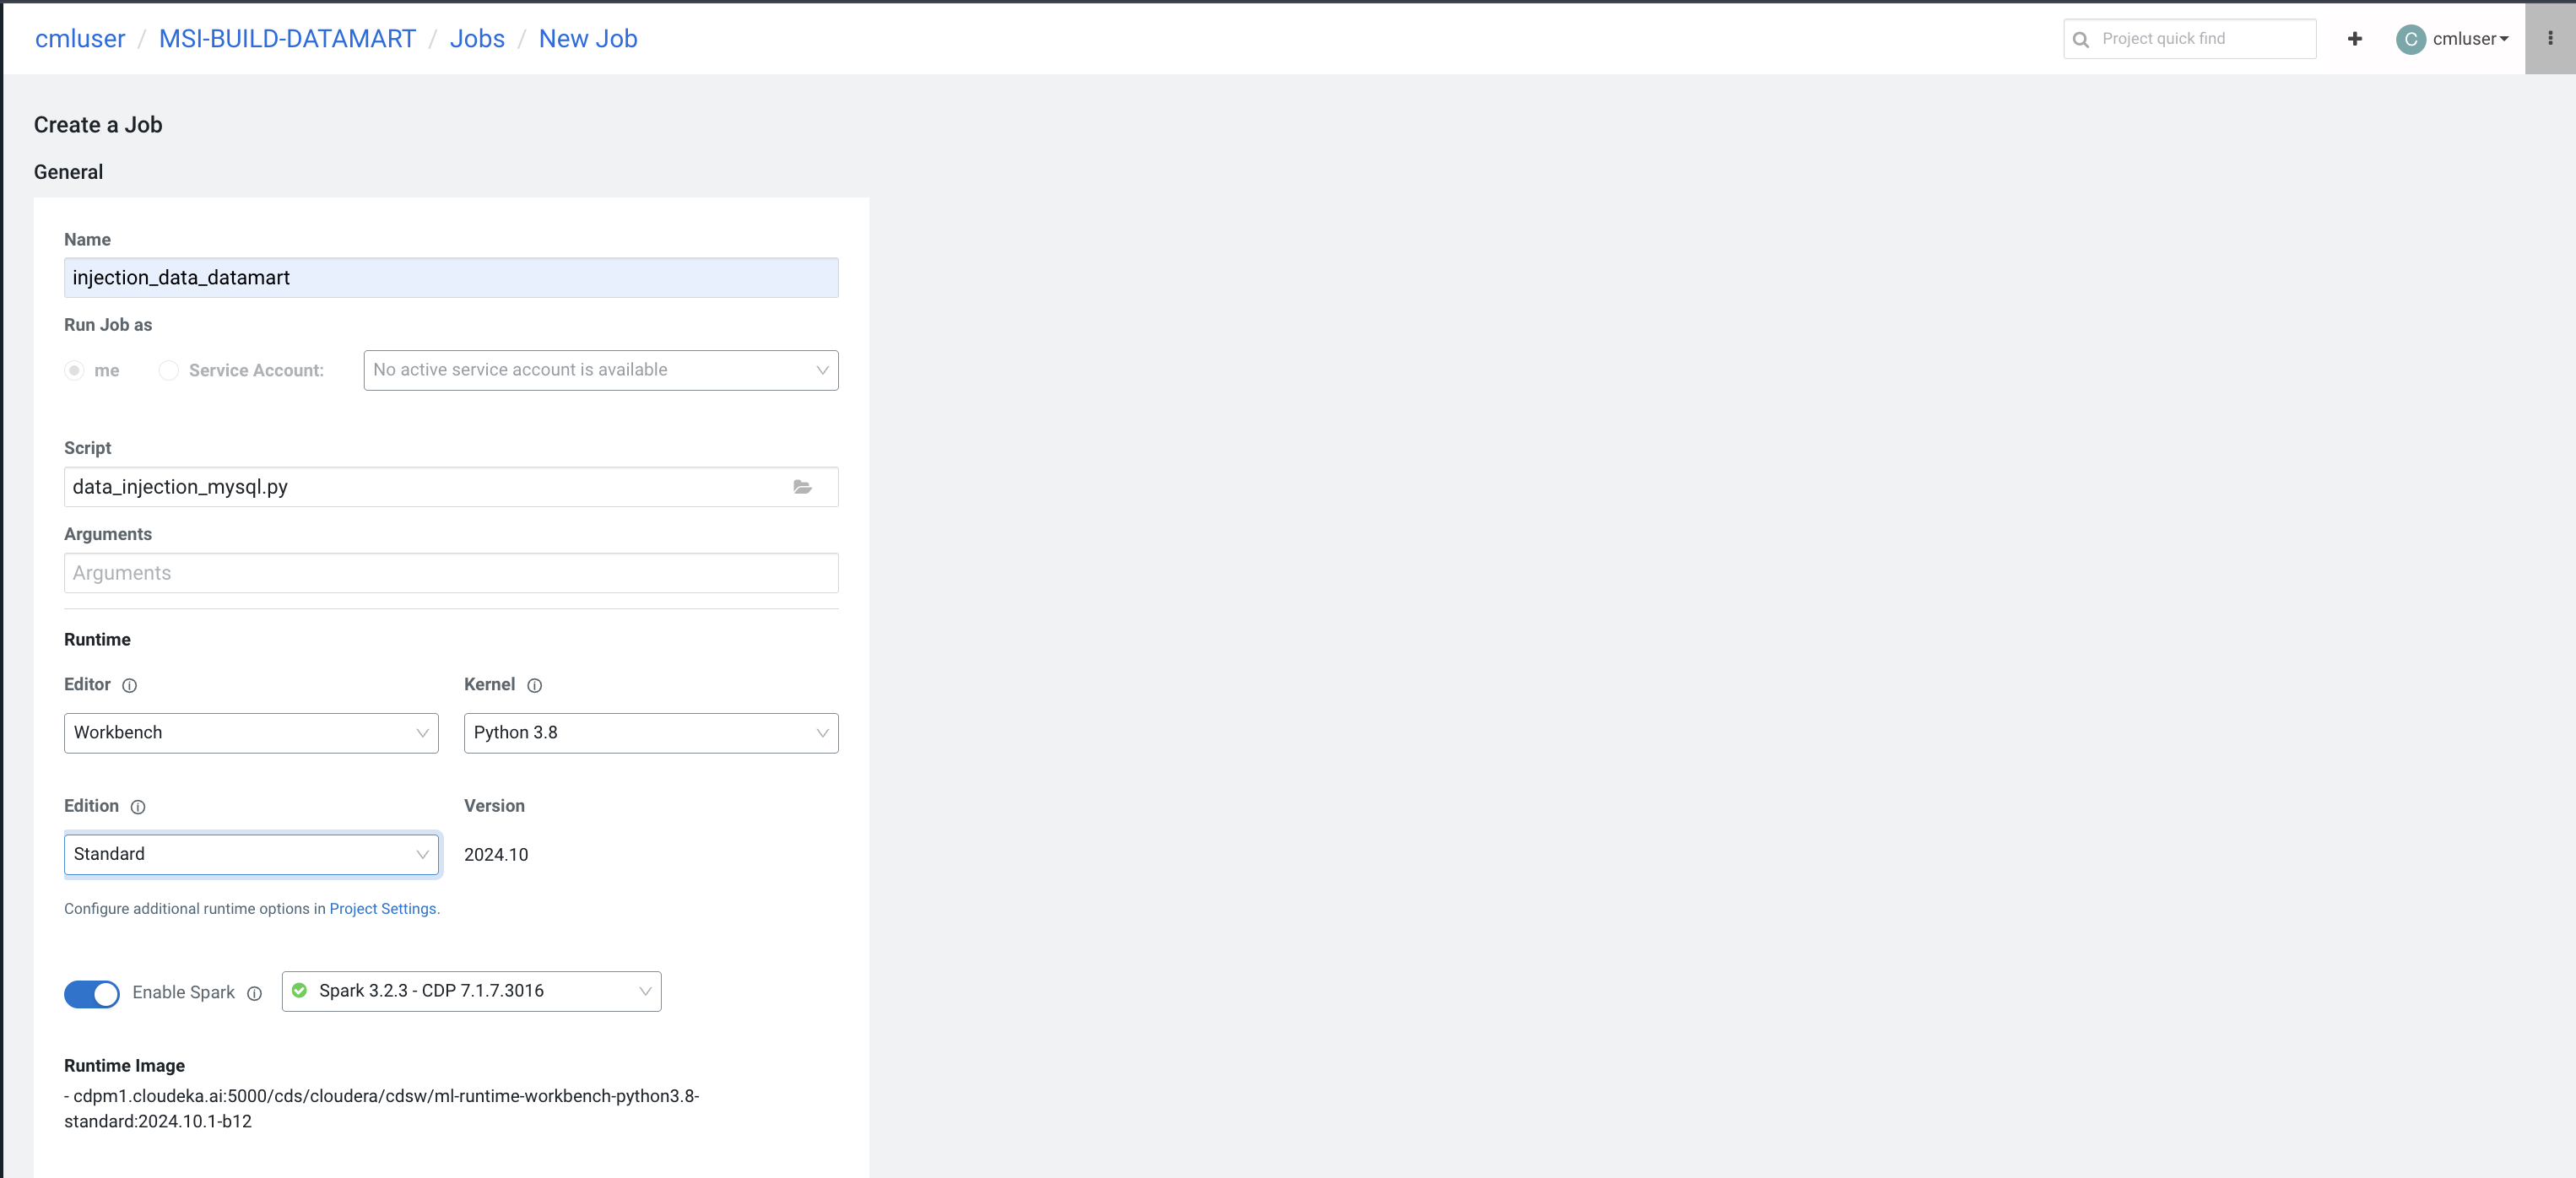 cmluser / MSI-BUILD-DATAMART / Jobs / New Job
Project quick find
C cmluser
Create a Job
General
Name
injection_data_datamart
Run Job as
me Service Account: No active service account is available
Script
data_injection_mysql.py
Arguments
Arguments
Runtime
Editor Kernel
Workbench Python 3.8
Edition Version
Standard 2024.10
Configure additional runtime options in Project Settings.
Enable Spark Spark 3.2.3 - CDP 7.1.7.3016
Runtime Image
- cdpm1.cloudeka.ai:5000/cds/cloudera/cdsw/ml-runtime-workbench-python3.8-
standard:2024.10.1-b12